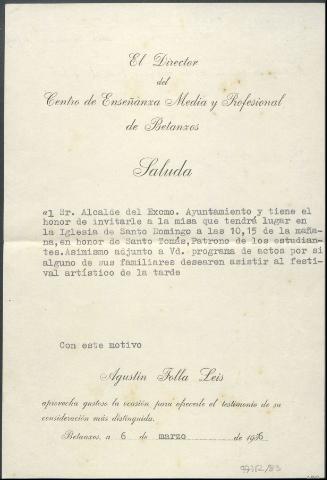 El Director
del
Centro de Enseñanza Media y Profesional
de Betanzos
Saluda
al Sr. Alcalde del Excmo. Ayuntamiento y tiene el
honor de invitarle a la misa que tendrá lugar en
la Iglesia de Santo Domingo a las 10,15 de la maña-
na,en honor de Santo Tomás,Patrono de los estudian-
tes.Asimismo adjunto a Vd. programa de actos por si
alguno de sus familiares desearen asistir al festi-
val artístico de la tarde
Con este motivo
Agustín Folla Leis
aprovecha gustoso la ocasión para ofrecerle el testimonio de su
consideración más distinguida.
Betanzos, a 6 de marzo de 1956